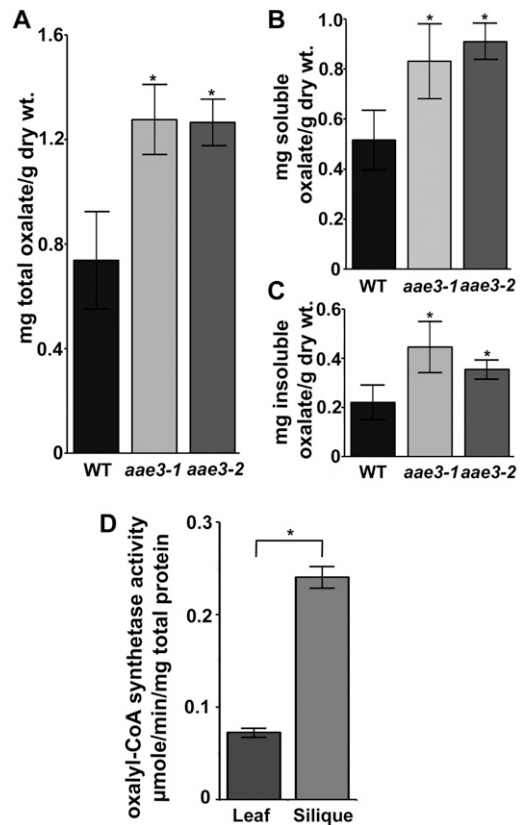 A
mg total oxalate/g dry wt.
1.6
1.2
0.8
0.4
0
*
*
WT aae3-1 aae3-2
B
mg soluble
oxalate/g dry wt.
1.0
0.8
0.6
0.4
0.2
0
*
*
WT aae3-1 aae3-2
C
mg insoluble
oxalate/g dry wt.
0.6
0.4
0.2
0
*
*
WT aae3-1 aae3-2
D
oxalyl-CoA synthetase activity
µmole/min/mg total protein
0.3
0.2
0.1
0
*
Leaf Silique